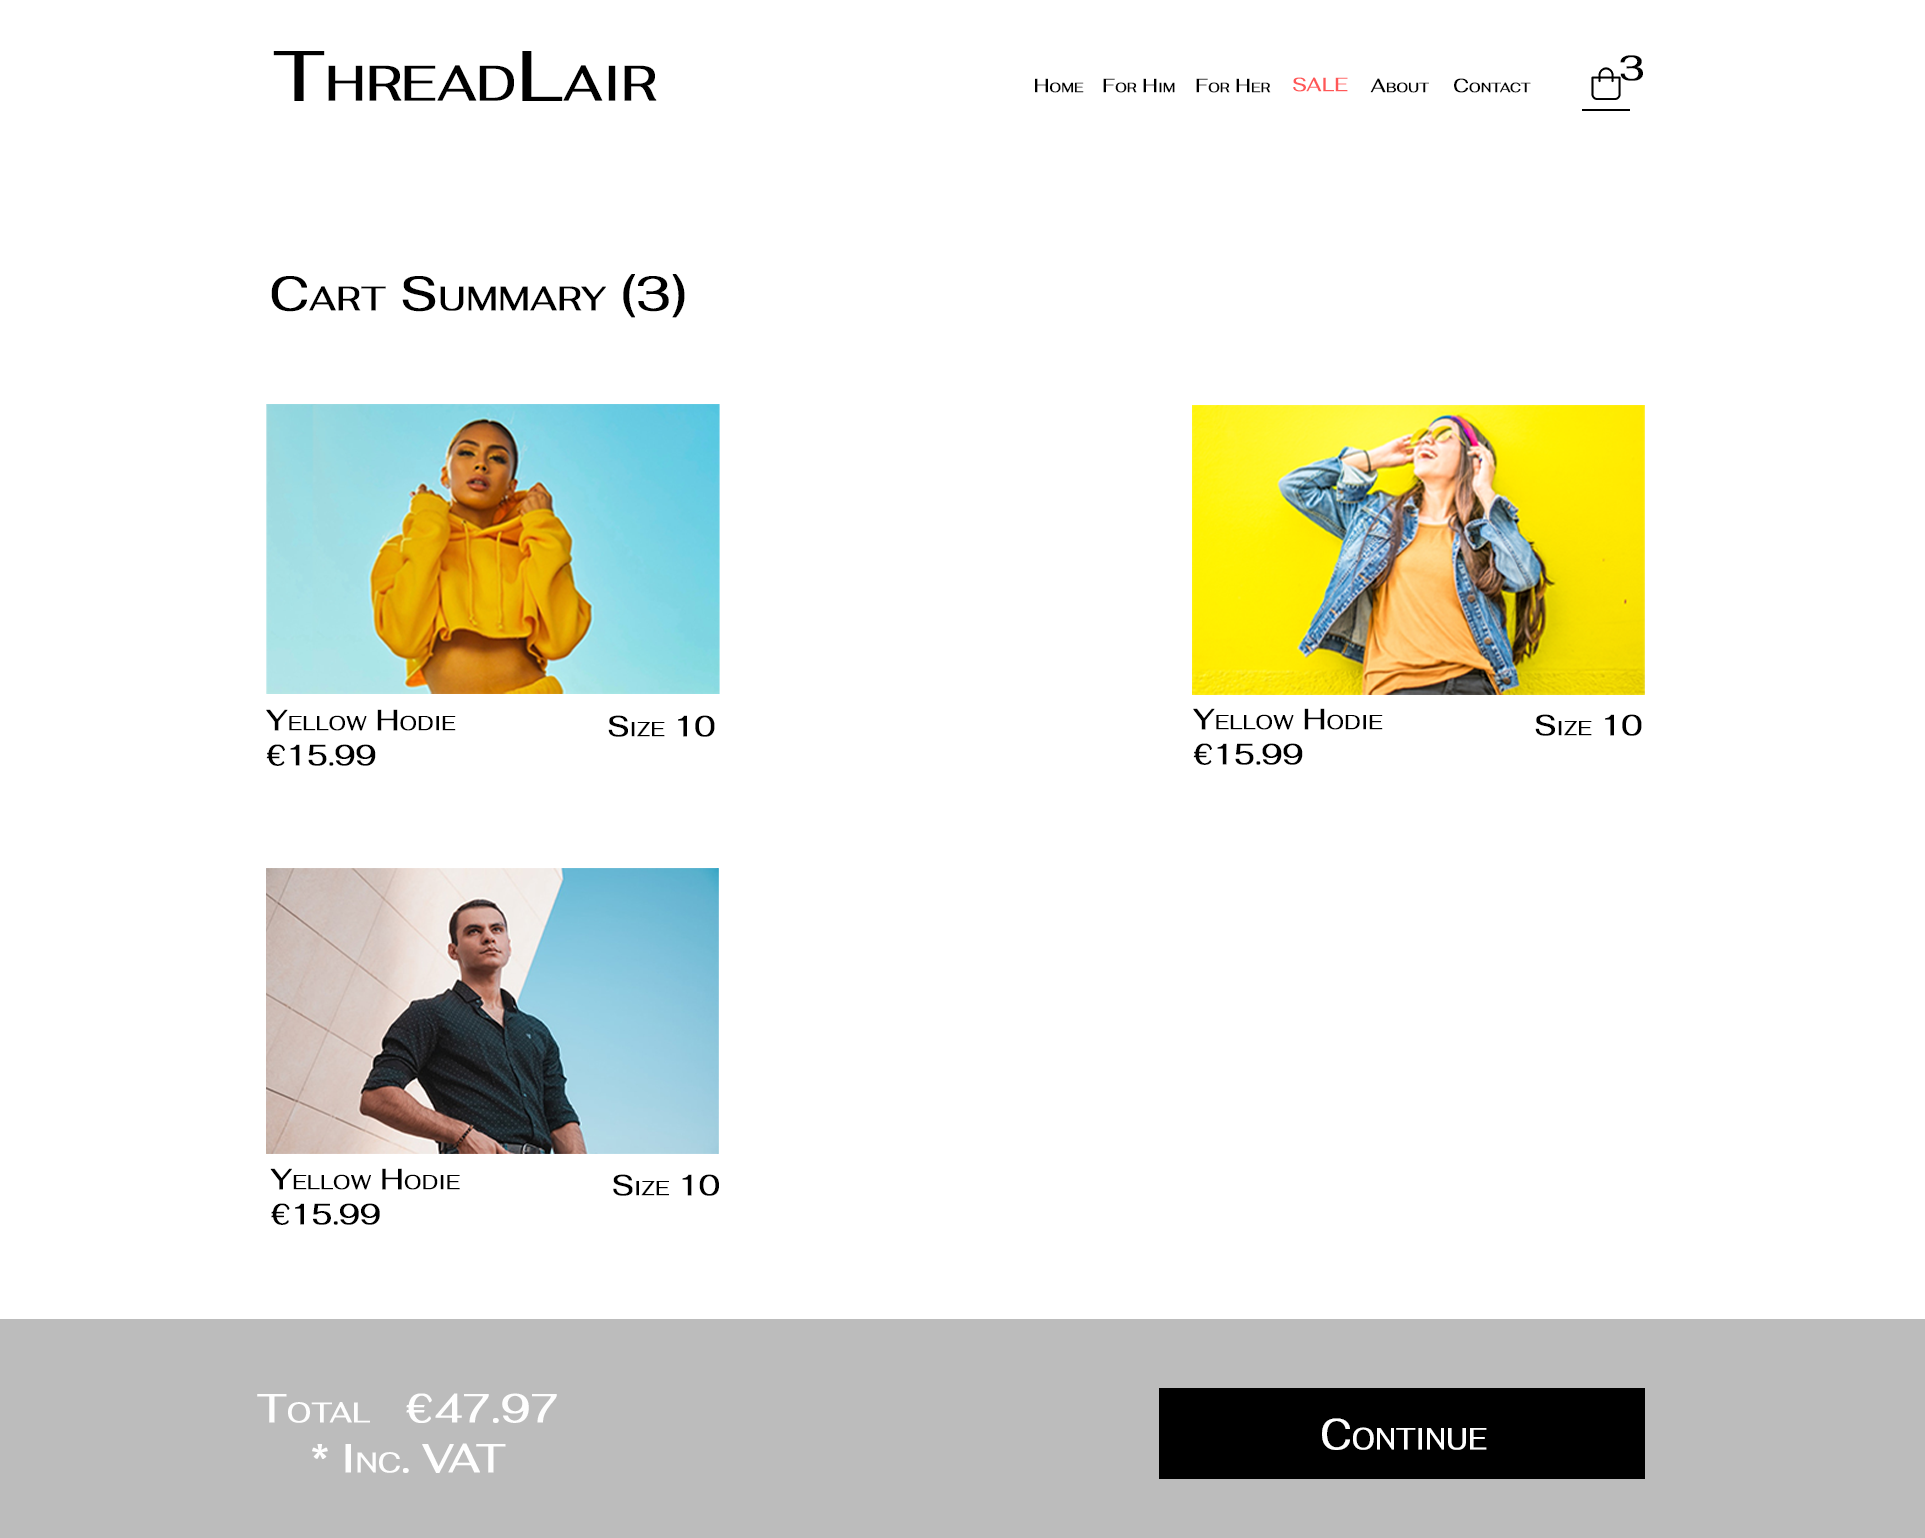 ThreadLair
Home For Him For Her SALE About Contact 3
Cart Summary (3)
Yellow Hodie Size 10
€15.99
Yellow Hodie Size 10
€15.99
Yellow Hodie Size 10
€15.99
Total €47.97
* Inc. VAT
Continue